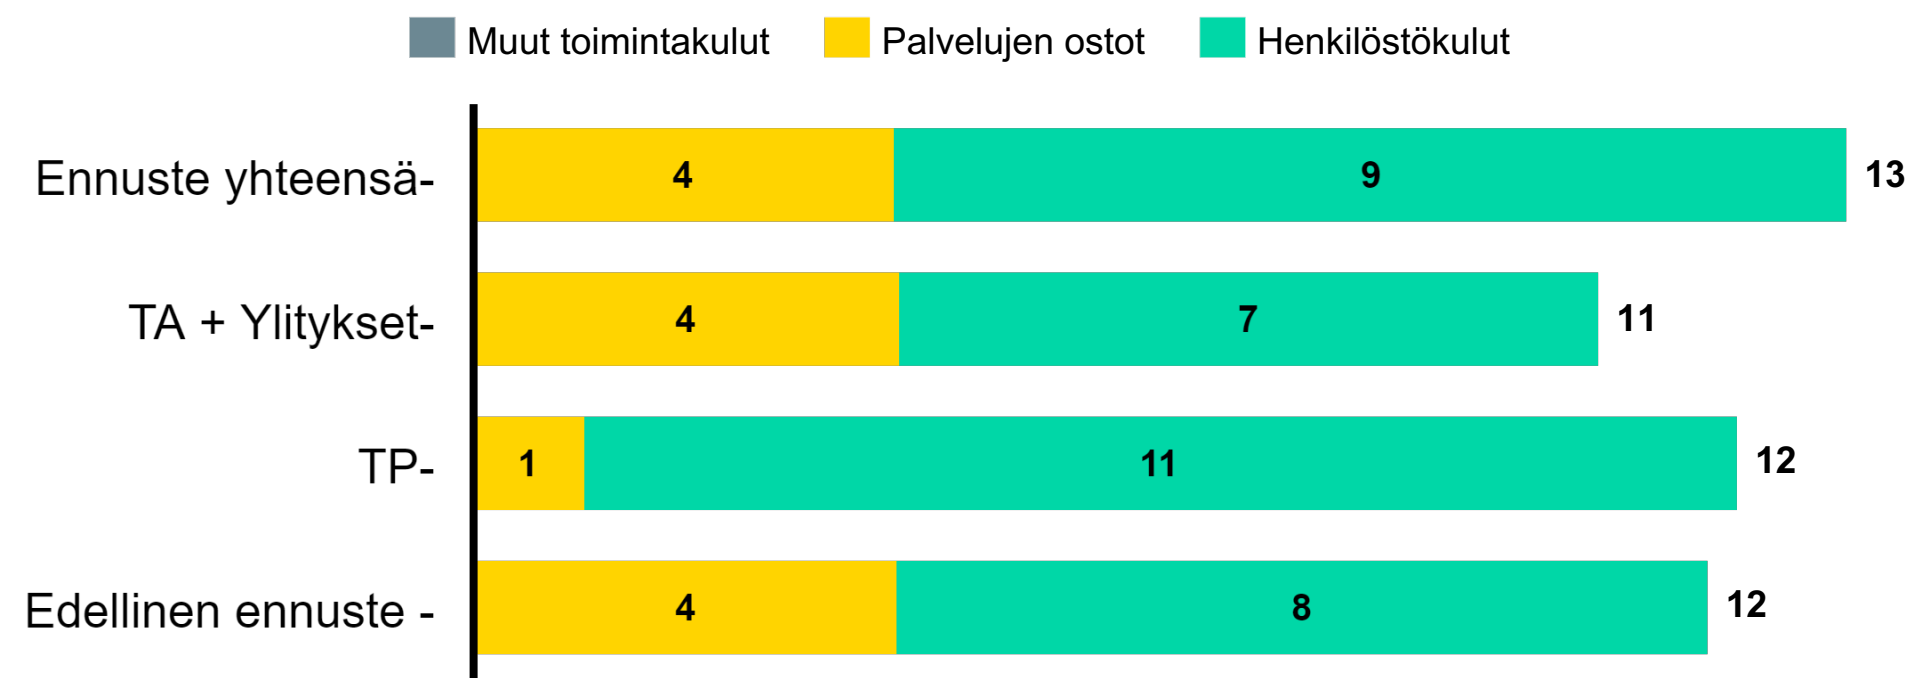 Muut toimintakulut Palvelujen ostot Henkilöstökulut
Ennuste yhteensä- 4 9 13
TA + Ylitykset- 4 7 11
TP- 1 11 12
Edellinen ennuste - 4 8 12